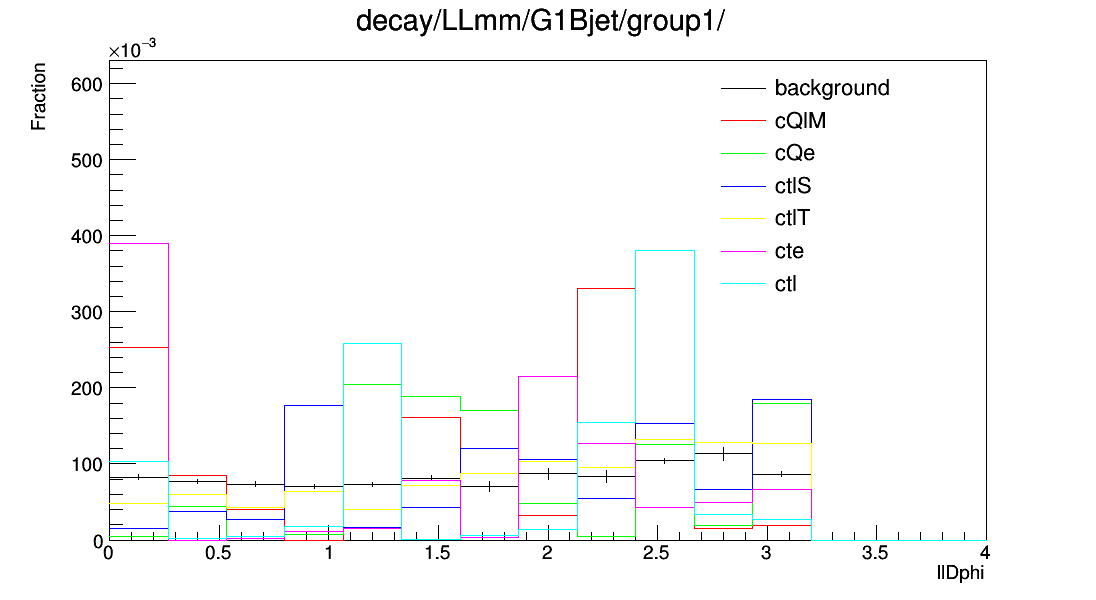 decay/LLmm/G1Bjet/group1/
×10⁻³
Fraction
600
500
400
300
200
100
0
background
cQlM
cQe
ctlS
ctlT
cte
ctl
0 0.5 1 1.5 2 2.5 3 3.5 4
llDphi